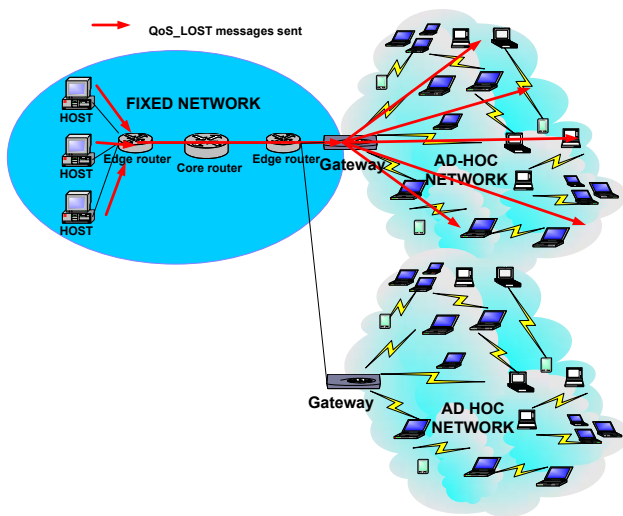 QoS_LOST messages sent
FIXED NETWORK
HOST
HOST
HOST
Edge router
Core router
Edge router
Gateway
AD-HOC
NETWORK
Gateway
AD HOC
NETWORK